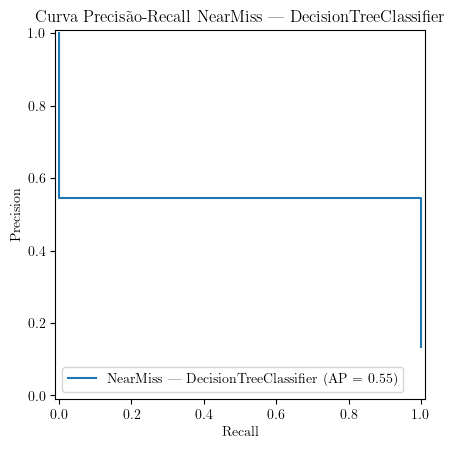 Curva Precisão-Recall NearMiss — DecisionTreeClassifier
1.0
0.8
0.6
0.4
0.2
0.0
Precision
NearMiss — DecisionTreeClassifier (AP = 0.55)
0.0 0.2 0.4 0.6 0.8 1.0
Recall